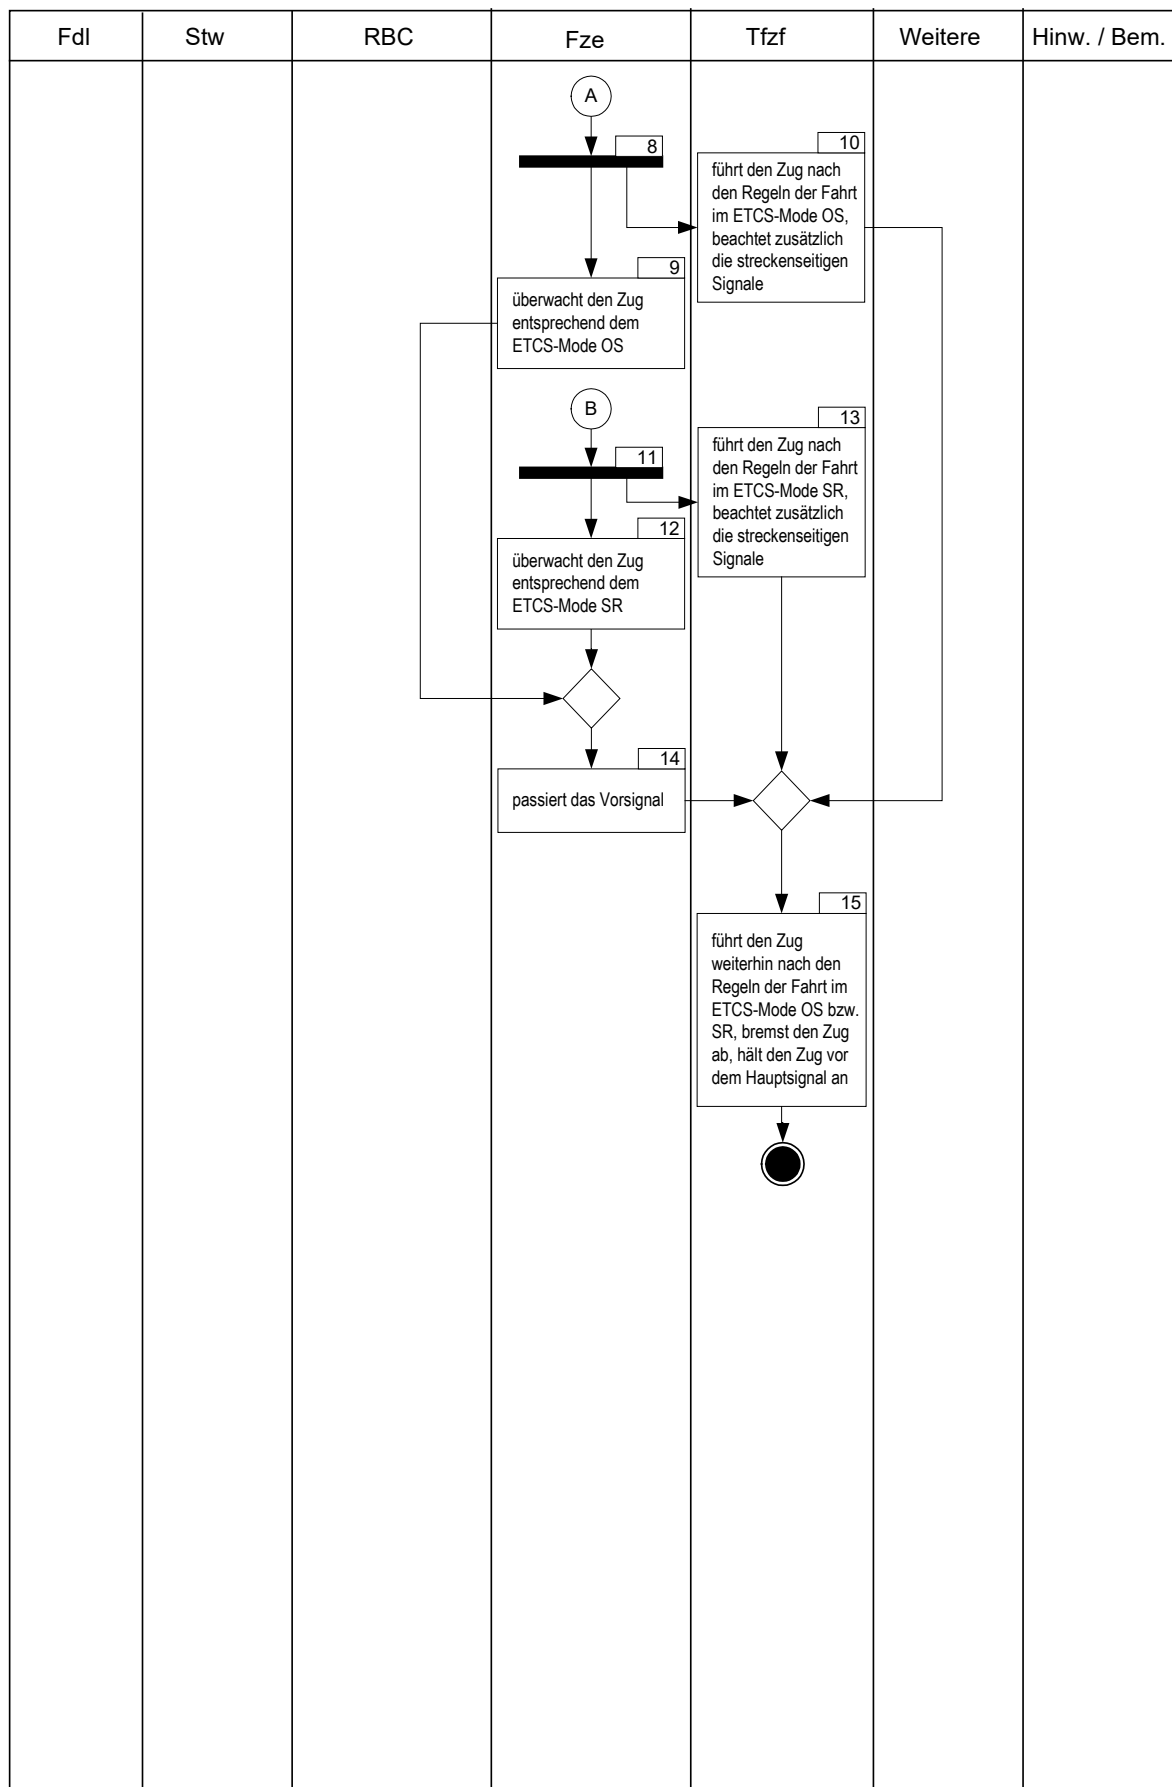 Fdl
Stw
RBC
Fze
Tfzf
Weitere
Hinw. / Bem.
A
8
10
führt den Zug nach
den Regeln der Fahrt
im ETCS-Mode OS,
beachtet zusätzlich
die streckenseitigen
Signale
9
überwacht den Zug
entsprechend dem
ETCS-Mode OS
B
11
13
führt den Zug nach
den Regeln der Fahrt
im ETCS-Mode SR,
beachtet zusätzlich
die streckenseitigen
Signale
12
überwacht den Zug
entsprechend dem
ETCS-Mode SR
14
passiert das Vorsignal
15
führt den Zug
weiterhin nach den
Regeln der Fahrt im
ETCS-Mode OS bzw.
SR, bremst den Zug
ab, hält den Zug vor
dem Hauptsignal an